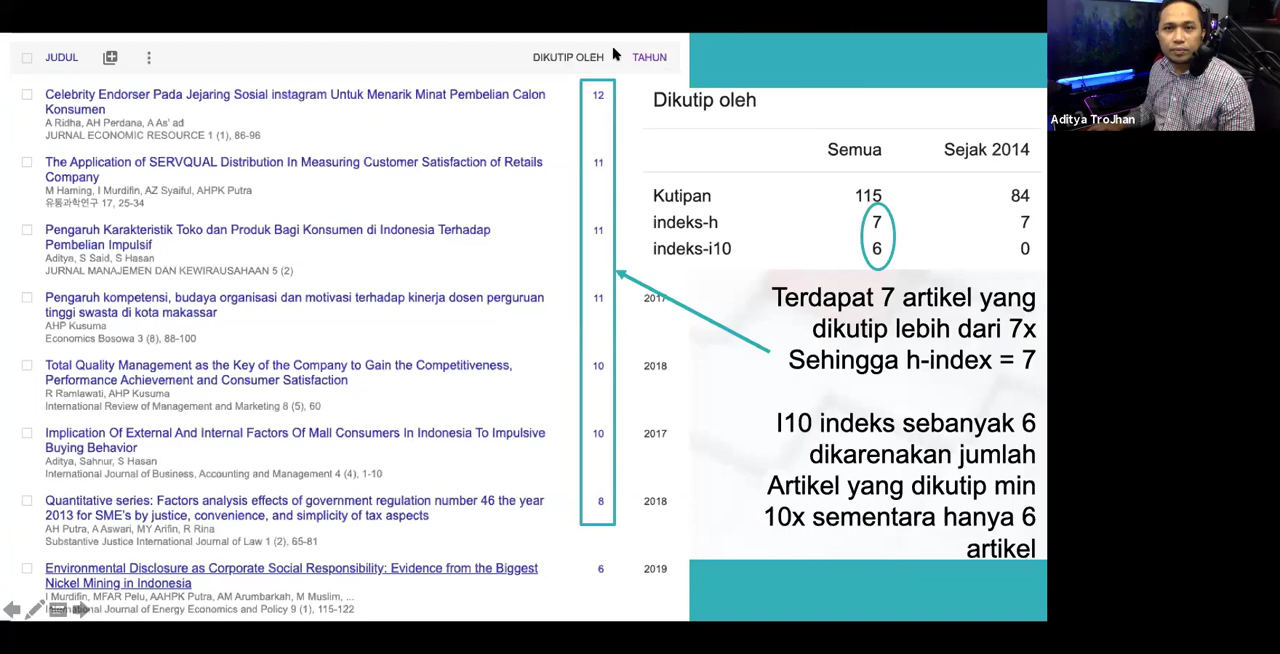 JUDUL
DIKUTIP OLEH
TAHUN
Celebrity Endorser Pada Jejaring Sosial instagram Untuk Menarik Minat Pembelian Calon
Konsumen
A Ridha, AH Perdana, A As' ad
JURNAL ECONOMIC RESOURCE 1 (1), 86-96
12
The Application of SERVQUAL Distribution In Measuring Customer Satisfaction of Retails
Company
M Haming, I Murdifin, AZ Syaiful, AHPK Putra
유통과학연구 17, 25-34
11
Pengaruh Karakteristik Toko dan Produk Bagi Konsumen di Indonesia Terhadap
Pembelian Impulsif
Aditya, S Said, S Hasan
JURNAL MANAJEMEN DAN KEWIRAUSAHAAN 5 (2)
11
Pengaruh kompetensi, budaya organisasi dan motivasi terhadap kinerja dosen perguruan
tinggi swasta di kota makassar
AHP Kusuma
Economics Bosowa 3 (8), 88-100
11
2017
Total Quality Management as the Key of the Company to Gain the Competitiveness,
Performance Achievement and Consumer Satisfaction
R Ramlawati, AHP Kusuma
International Review of Management and Marketing 8 (5), 60
10
2018
Implication Of External And Internal Factors Of Mall Consumers In Indonesia To Impulsive
Buying Behavior
Aditya, Sahnur, S Hasan
International Journal of Business, Accounting and Management 4 (4), 1-10
10
2017
Quantitative series: Factors analysis effects of government regulation number 46 the year
2013 for SME's by justice, convenience, and simplicity of tax aspects
AH Putra, A Aswari, MY Arifin, R Rina
Substantive Justice International Journal of Law 1 (2), 65-81
8
2018
Environmental Disclosure as Corporate Social Responsibility: Evidence from the Biggest
Nickel Mining in Indonesia
I Murdifin, MFAR Pelu, AAHPK Putra, AM Arumbarkah, M Muslim, ...
International Journal of Energy Economics and Policy 9 (1), 115-122
6
2019
Dikutip oleh
Semua Sejak 2014
Kutipan 115 84
indeks-h 7 7
indeks-i10 6 0
Terdapat 7 artikel yang
dikutip lebih dari 7x
Sehingga h-index = 7
I10 indeks sebanyak 6
dikarenakan jumlah
Artikel yang dikutip min
10x sementara hanya 6
artikel
Aditya TroJhan